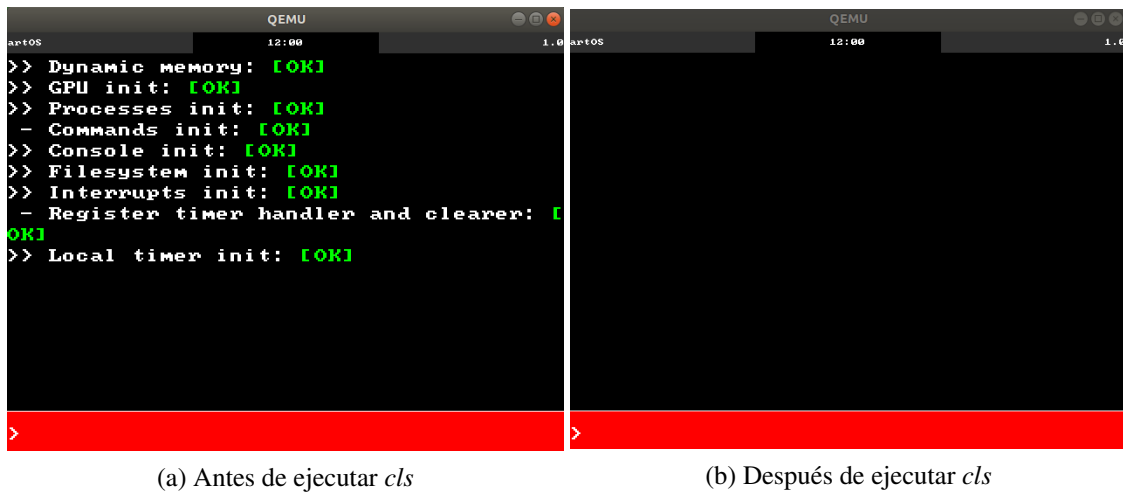 QEMU
artOS 12:00 1.0
>> Dynamic memory: [OK]
>> GPU init: [OK]
>> Processes init: [OK]
- Commands init: [OK]
>> Console init: [OK]
>> Filesystem init: [OK]
>> Interrupts init: [OK]
- Register timer handler and clearer: [
OK]
>> Local timer init: [OK]
>
(a) Antes de ejecutar cls
QEMU
artOS 12:00 1.0
>
(b) Después de ejecutar cls